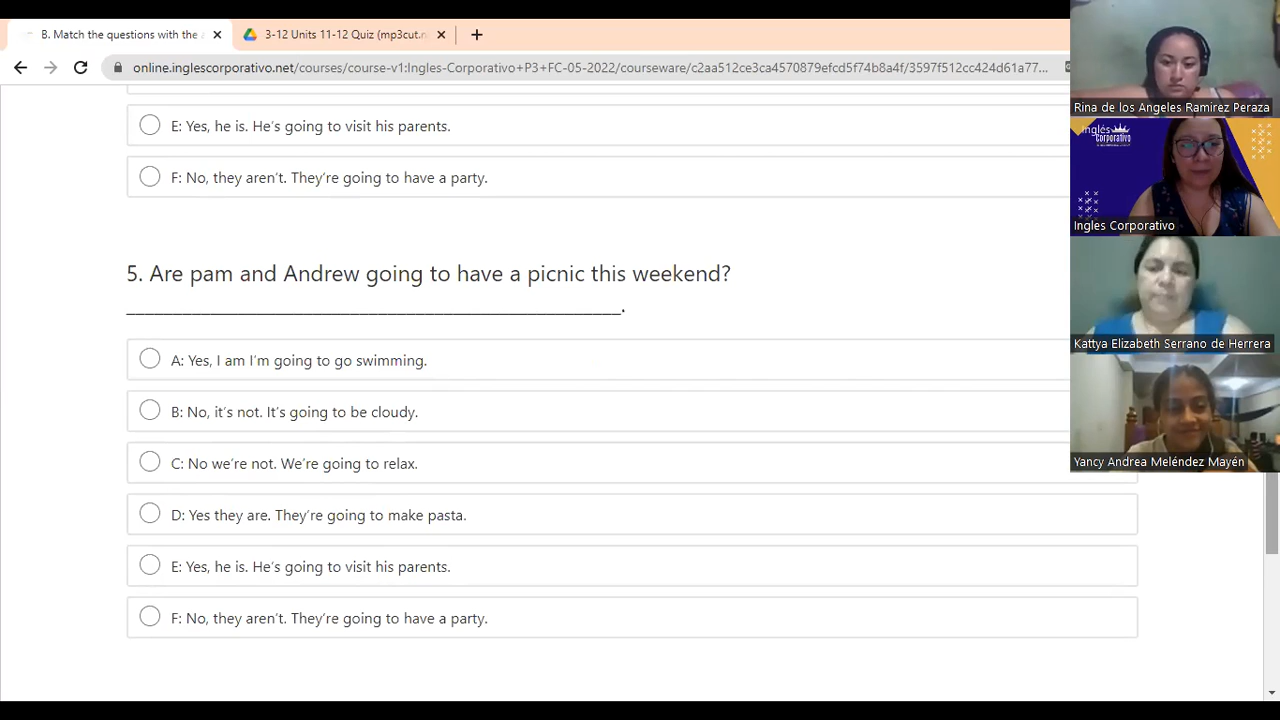 B. Match the questions with the
3-12 Units 11-12 Quiz (mp3cut.
online.inglescorporativo.net/courses/course-v1:Ingles-Corporativo+P3+FC-05-2022/courseware/c2aa512ce3ca4570879efcd5f74b8a4f/3597f512cc424d61a77...
E: Yes, he is. He's going to visit his parents.
F: No, they aren't. They're going to have a party.
5. Are pam and Andrew going to have a picnic this weekend?
___________________________________________________.
A: Yes, I am I'm going to go swimming.
B: No, it's not. It's going to be cloudy.
C: No we're not. We're going to relax.
D: Yes they are. They're going to make pasta.
E: Yes, he is. He's going to visit his parents.
F: No, they aren't. They're going to have a party.
Rina de los Angeles Ramirez Peraza
Inglés
Corporativo
Ingles Corporativo
Kattya Elizabeth Serrano de Herrera
Yancy Andrea Meléndez Mayén